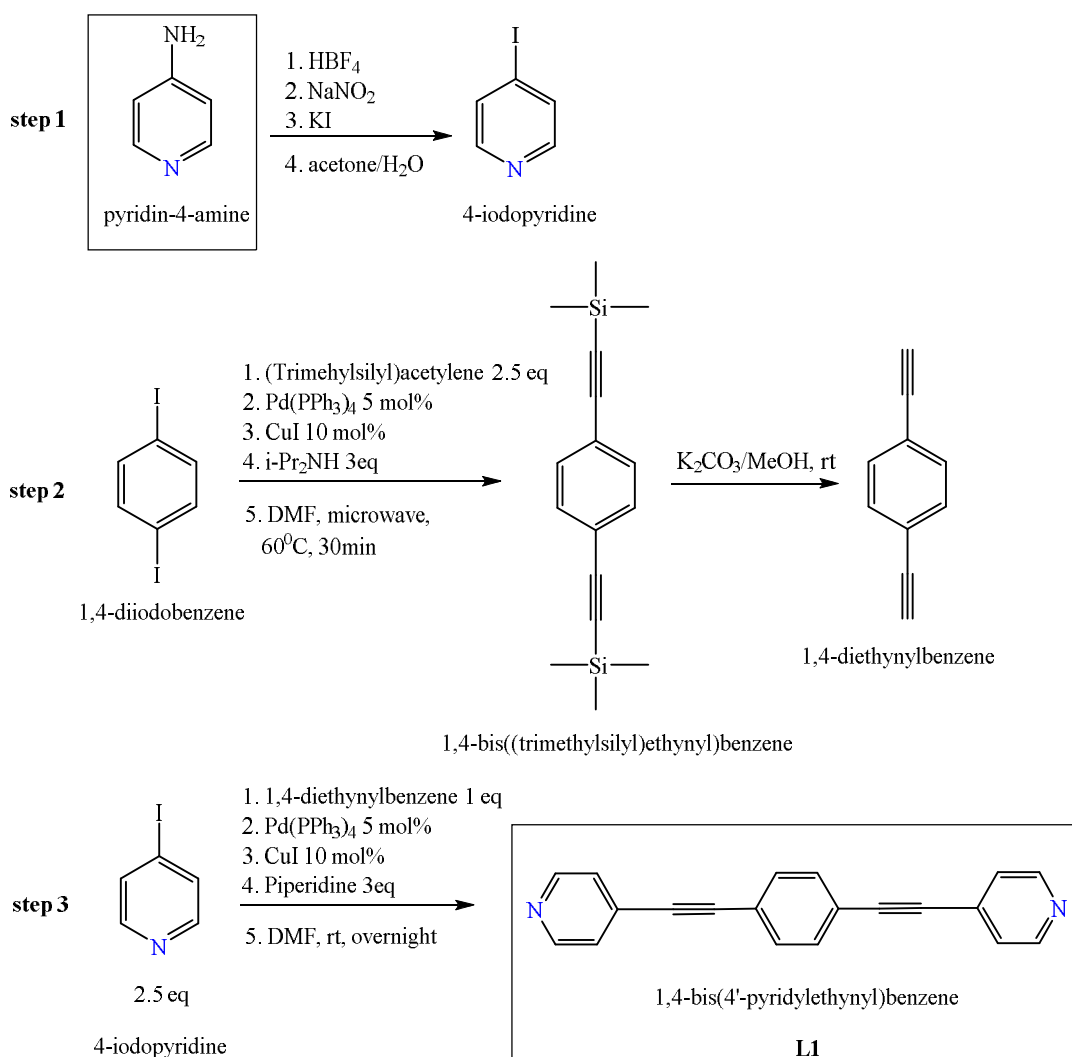 NH2
step 1
1. HBF4
2. NaNO2
3. KI
4. acetone/H2O
N
pyridin-4-amine
I
N
4-iodopyridine
step 2
I
I
1,4-diiodobenzene
1. (Trimehylsilyl)acetylene 2.5 eq
2. Pd(PPh3)4 5 mol%
3. CuI 10 mol%
4. i-Pr2NH 3eq
5. DMF, microwave,
60⁰C, 30min
Si
Si
1,4-bis((trimethylsilyl)ethynyl)benzene
K2CO3/MeOH, rt
1,4-diethynylbenzene
step 3
I
N
2.5 eq
4-iodopyridine
1. 1,4-diethynylbenzene 1 eq
2. Pd(PPh3)4 5 mol%
3. CuI 10 mol%
4. Piperidine 3eq
5. DMF, rt, overnight
N
N
1,4-bis(4'-pyridylethynyl)benzene
L1